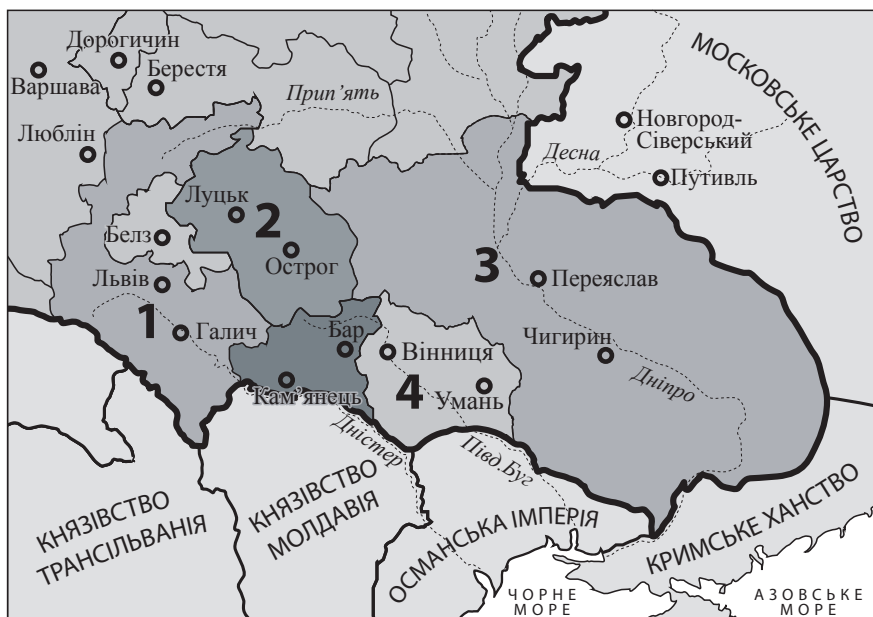 Дорогичин
Варшава
Берестя
Люблін
Прип’ять
МОСКОВСЬКЕ ЦАРСТВО
Новгород-
Сіверський
Десна
Путивль
Луцьк
2
Белз
Острог
3
Львів
Переяслав
1
Галич
Бар
Вінниця
Чигирин
Кам’янець
4
Умань
Дніпро
Дністер
Півд. Буг
КНЯЗІВСТВО
ТРАНСІЛЬВАНІЯ
КНЯЗІВСТВО
МОЛДАВІЯ
ОСМАНСЬКА ІМПЕРІЯ
КРИМСЬКЕ ХАНСТВО
ЧОРНЕ
МОРЕ
АЗОВСЬКЕ
МОРЕ